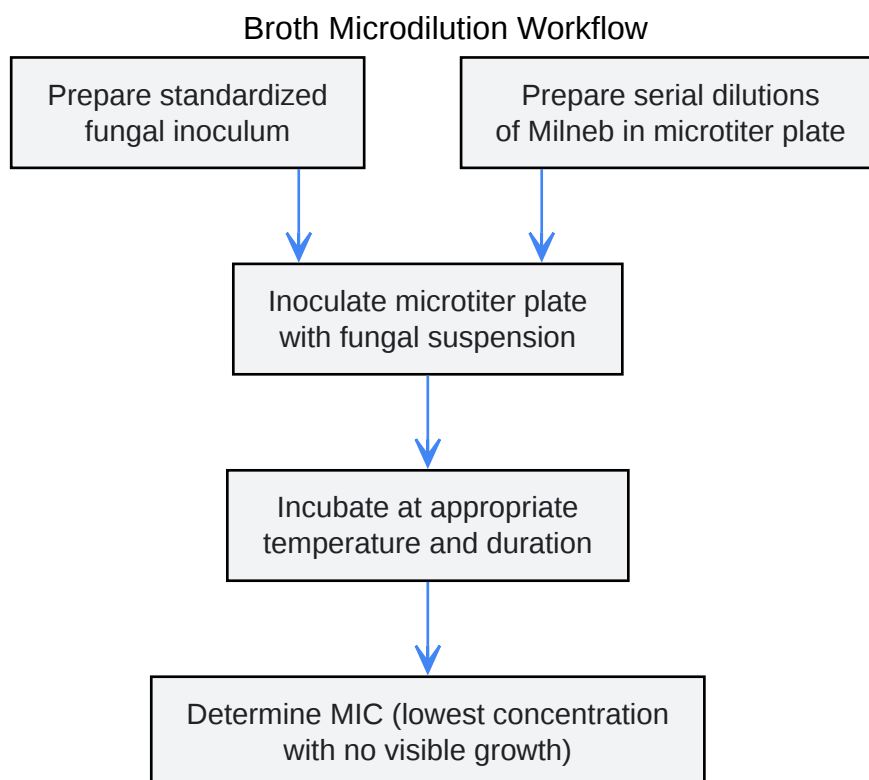 Broth Microdilution Workflow
Prepare standardized
fungal inoculum
Prepare serial dilutions
of Milneb in microtiter plate
Inoculate microtiter plate
with fungal suspension
Incubate at appropriate
temperature and duration
Determine MIC (lowest concentration
with no visible growth)